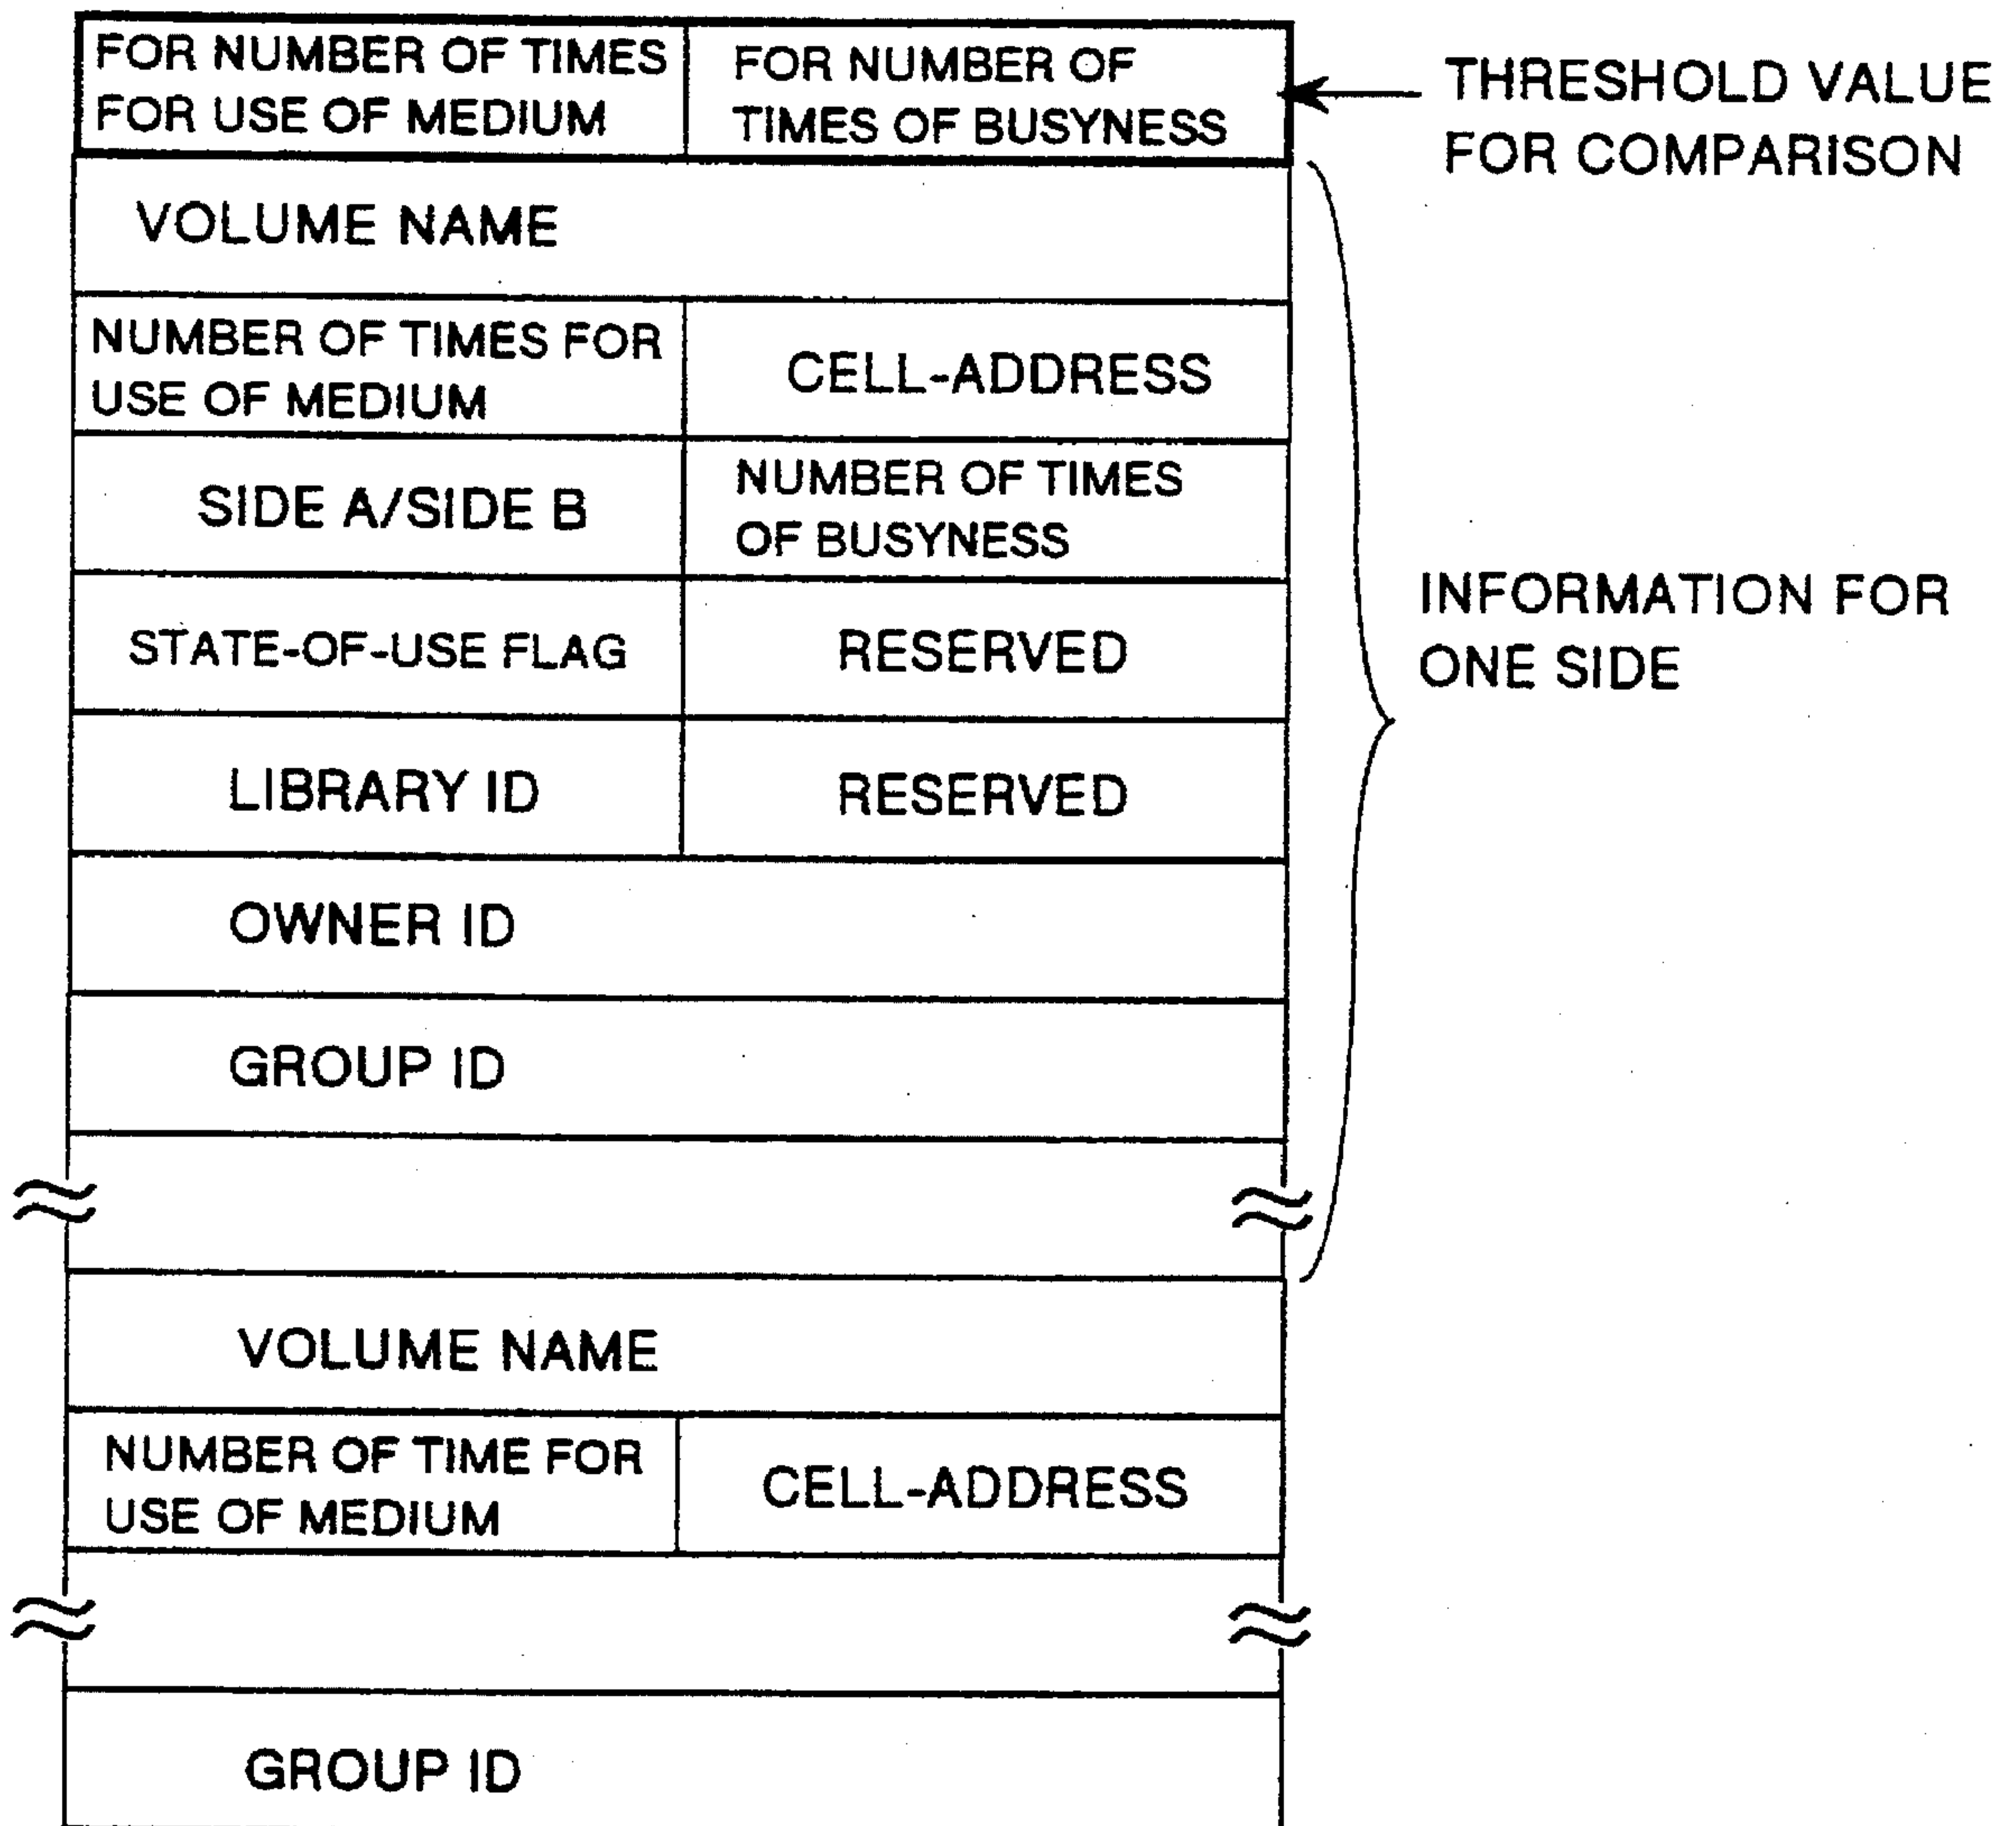 FOR NUMBER OF TIMES
FOR USE OF MEDIUM
FOR NUMBER OF
TIMES OF BUSYNESS
THRESHOLD VALUE
FOR COMPARISON
VOLUME NAME
NUMBER OF TIMES FOR
USE OF MEDIUM
CELL-ADDRESS
SIDE A/SIDE B
NUMBER OF TIMES
OF BUSYNESS
STATE-OF-USE FLAG
RESERVED
INFORMATION FOR
ONE SIDE
LIBRARY ID
RESERVED
OWNER ID
GROUP ID
VOLUME NAME
NUMBER OF TIME FOR
USE OF MEDIUM
CELL-ADDRESS
GROUP ID